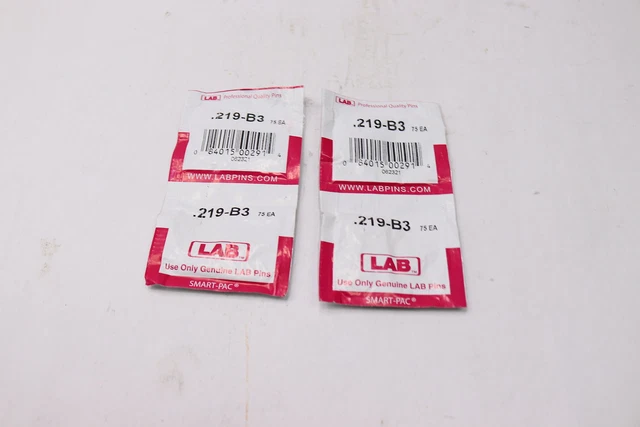 LAB Professional Quality Pins
.219-B3 75 EA
0 84015 00291 4
062321
WWW.LABPINS.COM
.219-B3 75 EA
LAB
Use Only Genuine LAB Pins
SMART-PAC®
LAB Professional Quality Pins
.219-B3 75 EA
0 84015 00291 4
062321
WWW.LABPINS.COM
.219-B3 75 EA
LAB
Use Only Genuine LAB Pins
SMART-PAC®